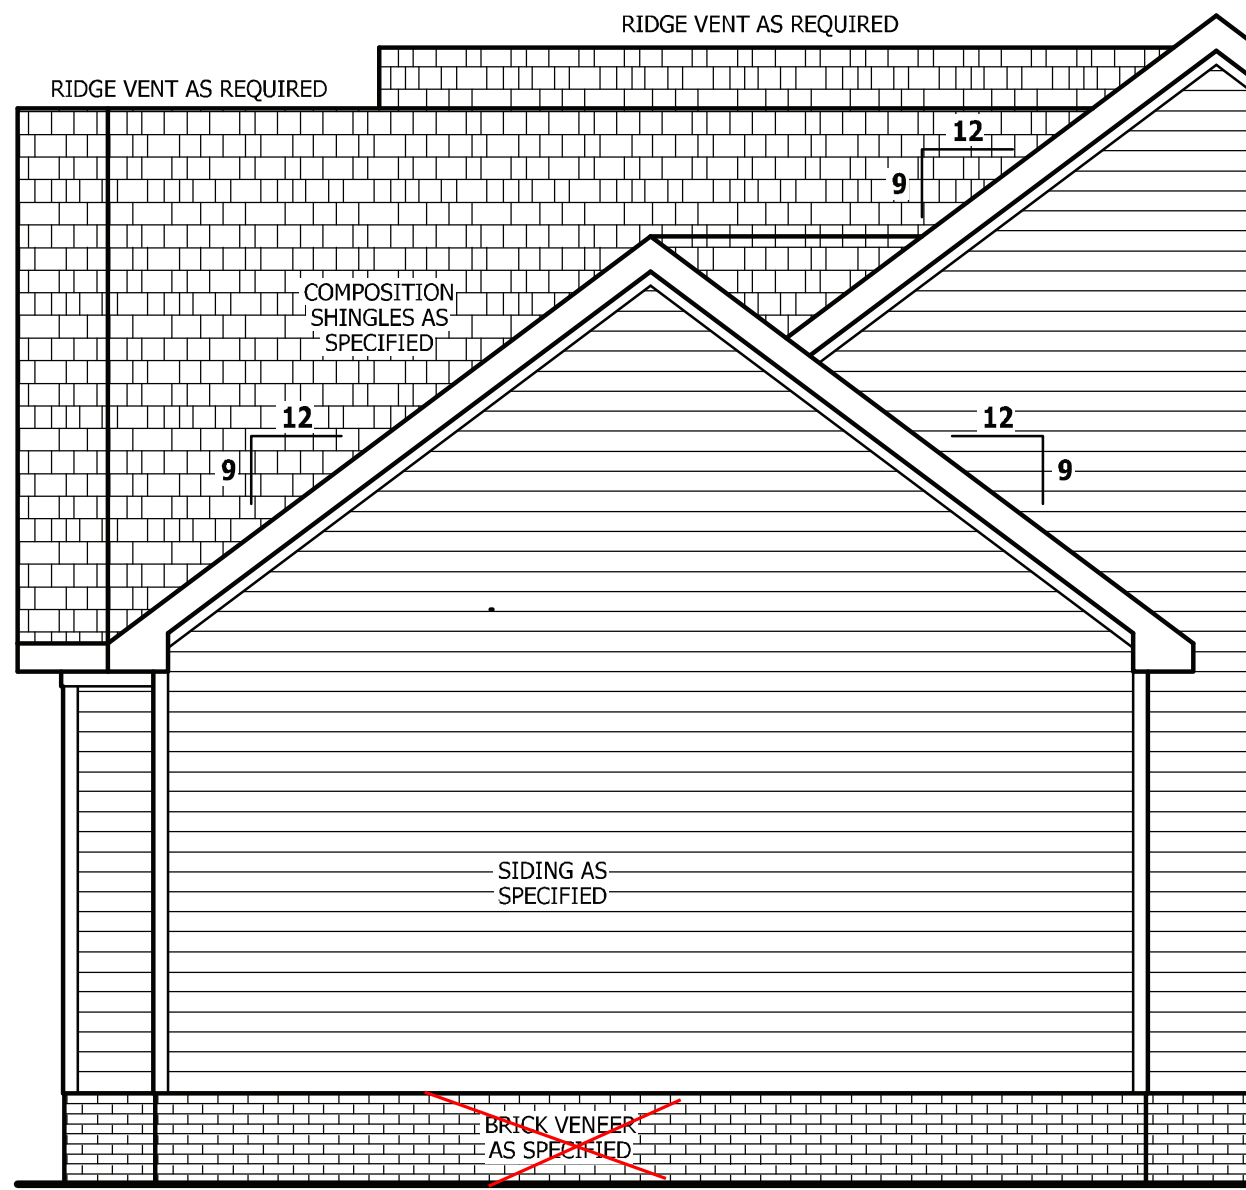 RIDGE VENT AS REQUIRED
RIDGE VENT AS REQUIRED
12
9
COMPOSITION
SHINGLES AS
SPECIFIED
12
9
12
9
SIDING AS
SPECIFIED
BRICK VENEER
AS SPECIFIED